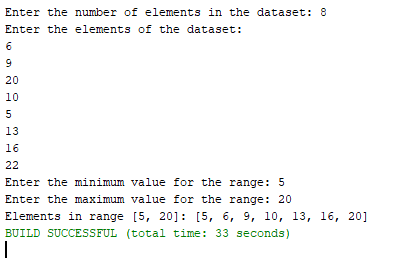 Enter the number of elements in the dataset: 8
Enter the elements of the dataset:
6
9
20
10
5
13
16
22
Enter the minimum value for the range: 5
Enter the maximum value for the range: 20
Elements in range [5, 20]: [5, 6, 9, 10, 13, 16, 20]
BUILD SUCCESSFUL (total time: 33 seconds)